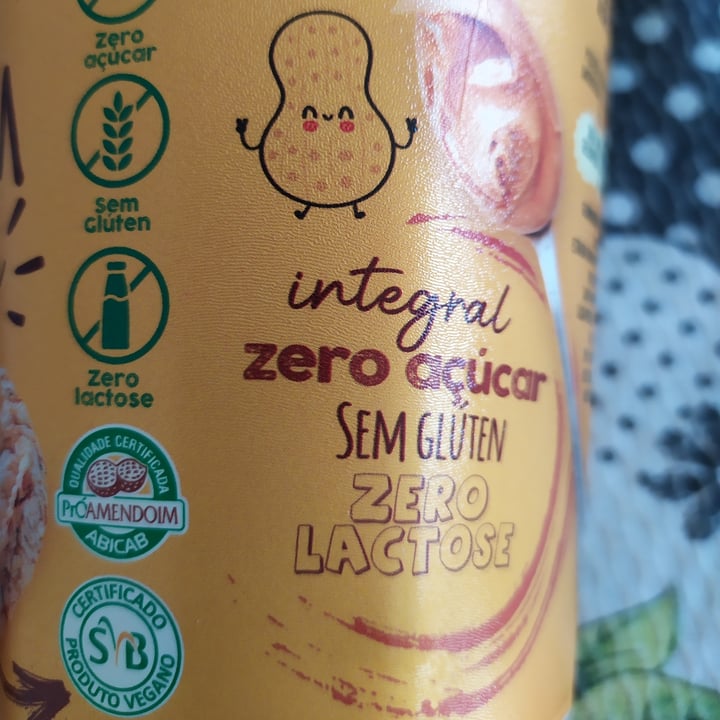 zero
açúcar
sem
glúten
zero
lactose
QUALIDADE CERTIFICADA
PróAMENDOIM
ABICAB
CERTIFICADO
SVB
PRODUTO VEGANO
integral
zero açúcar
SEM GLÚTEN
ZERO
LACTOSE